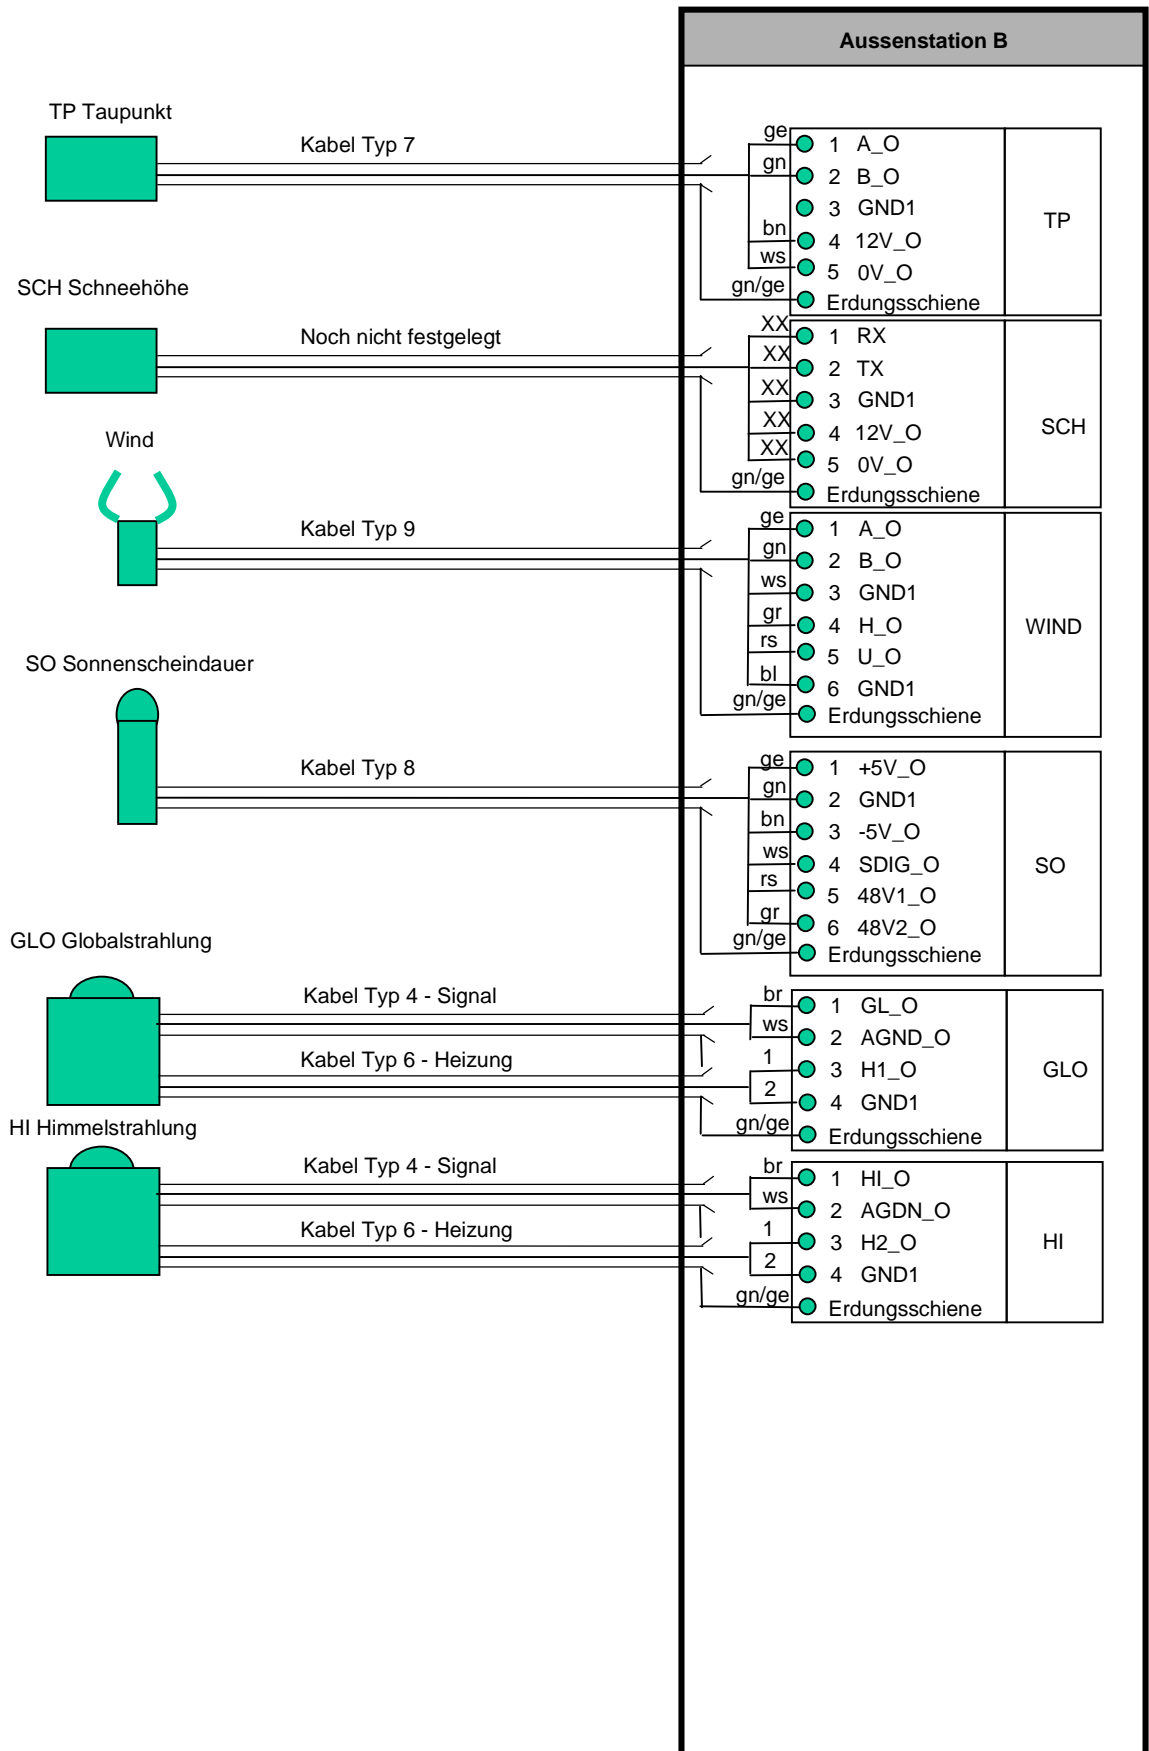 Aussenstation B
TP Taupunkt
Kabel Typ 7
ge 1 A_O
gn 2 B_O
3 GND1
bn 4 12V_O
ws 5 0V_O
gn/ge Erdungsschiene
TP
SCH Schneehöhe
Noch nicht festgelegt
XX 1 RX
XX 2 TX
XX 3 GND1
XX 4 12V_O
XX 5 0V_O
gn/ge Erdungsschiene
SCH
Wind
Kabel Typ 9
ge 1 A_O
gn 2 B_O
ws 3 GND1
gr 4 H_O
rs 5 U_O
bl 6 GND1
gn/ge Erdungsschiene
WIND
SO Sonnenscheindauer
Kabel Typ 8
ge 1 +5V_O
gn 2 GND1
bn 3 -5V_O
ws 4 SDIG_O
rs 5 48V1_O
gr 6 48V2_O
gn/ge Erdungsschiene
SO
GLO Globalstrahlung
Kabel Typ 4 - Signal
Kabel Typ 6 - Heizung
br 1 GL_O
ws 2 AGND_O
1 3 H1_O
2 4 GND1
gn/ge Erdungsschiene
GLO
HI Himmelstrahlung
Kabel Typ 4 - Signal
Kabel Typ 6 - Heizung
br 1 HI_O
ws 2 AGDN_O
1 3 H2_O
2 4 GND1
gn/ge Erdungsschiene
HI